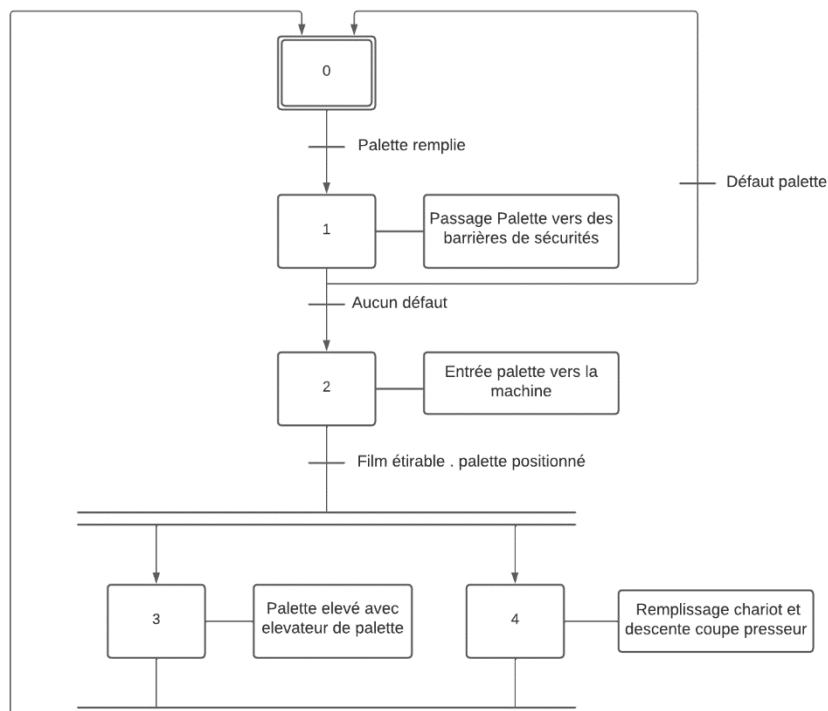 0
Palette remplie
Défaut palette
1
Passage Palette vers des
barrières de sécurités
Aucun défaut
2
Entrée palette vers la
machine
Film étirable . palette positionné
3
Palette elevé avec
elevateur de palette
4
Remplissage chariot et
descente coupe presseur